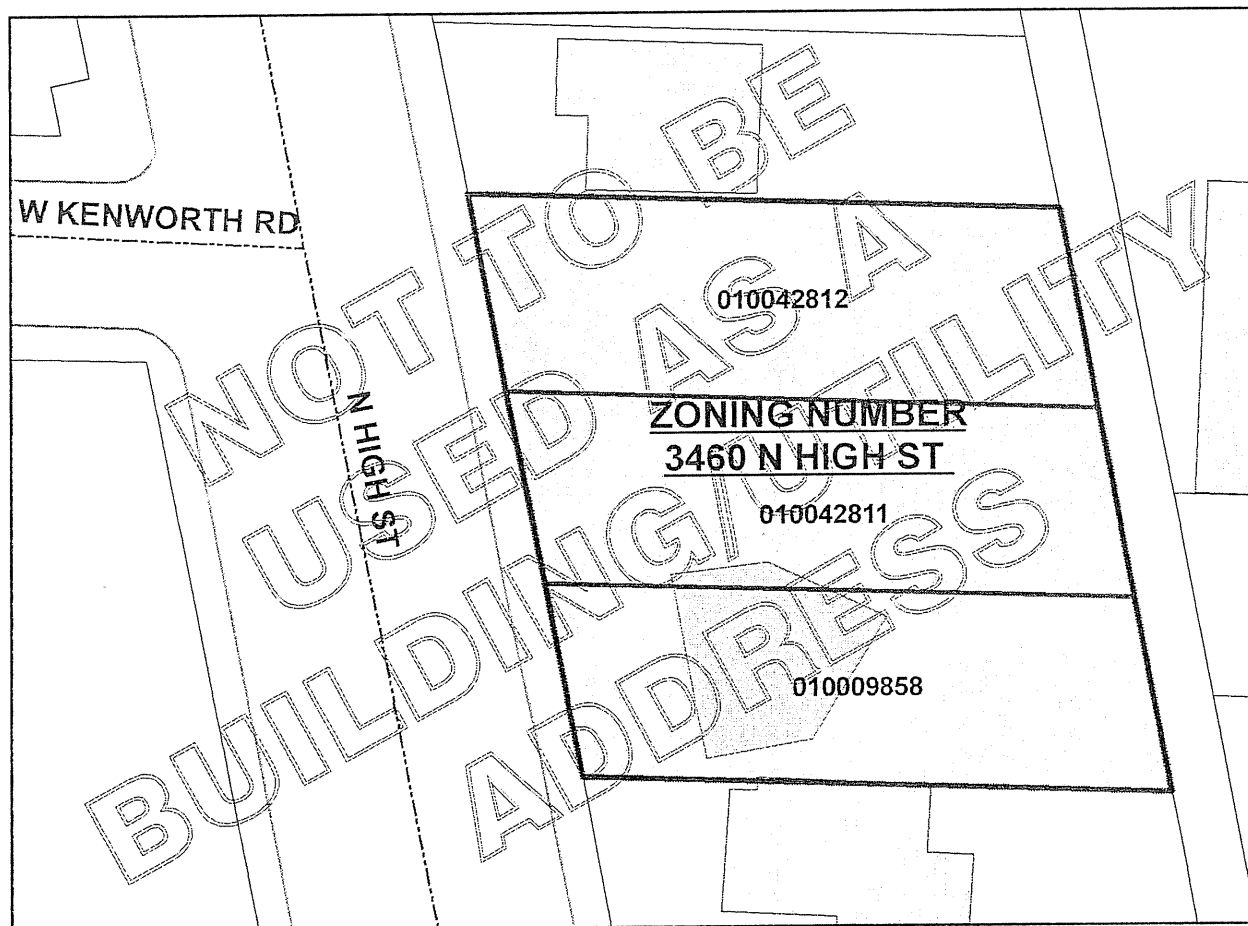 W KENWORTH RD
N HIGH ST
010042812
ZONING NUMBER
3460 N HIGH ST
010042811
010009858
NOT TO BE
USED AS A
BUILDING/UTILITY
ADDRESS